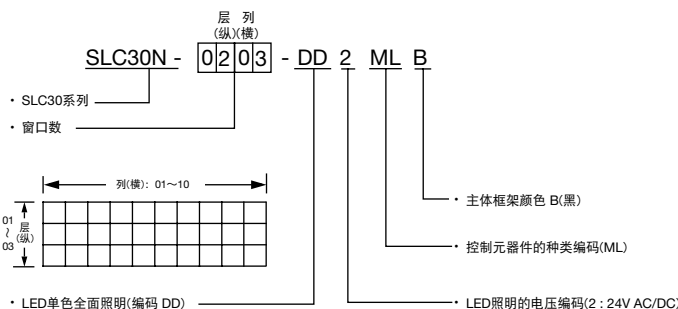 层 列
(纵)(横)
SLC30N - 0203 - DD 2 ML B
・ SLC30系列
・ 窗口数
列(横)：01～10
01
～
03
层
(纵)
・ 主体框架颜色 B(黑)
・ 控制元器件的种类编码(ML)
・ LED单色全面照明(编码 DD)
・ LED照明的电压编码(2 : 24V AC/DC)